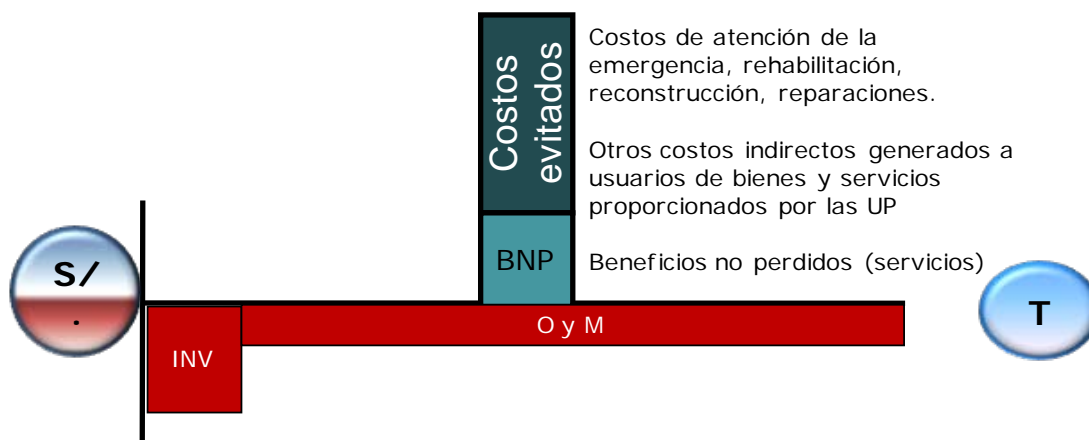 Costos
evitados
Costos de atención de la
emergencia, rehabilitación,
reconstrucción, reparaciones.
Otros costos indirectos generados a
usuarios de bienes y servicios
proporcionados por las UP
BNP
Beneficios no perdidos (servicios)
S/
.
T
O y M
INV